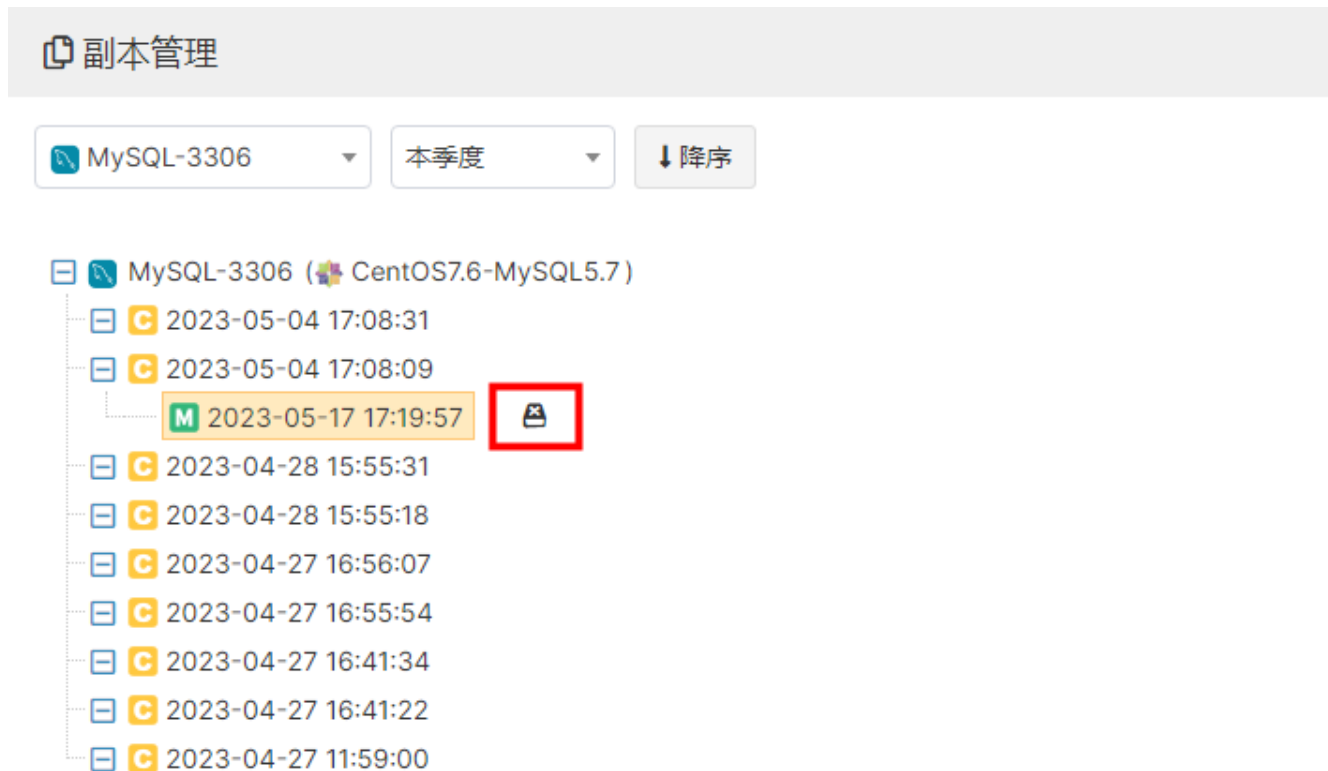 副本管理
MySQL-3306 本季度 降序
MySQL-3306 (CentOS7.6-MySQL5.7)
C 2023-05-04 17:08:31
C 2023-05-04 17:08:09
M 2023-05-17 17:19:57
C 2023-04-28 15:55:31
C 2023-04-28 15:55:18
C 2023-04-27 16:56:07
C 2023-04-27 16:55:54
C 2023-04-27 16:41:34
C 2023-04-27 16:41:22
C 2023-04-27 11:59:00